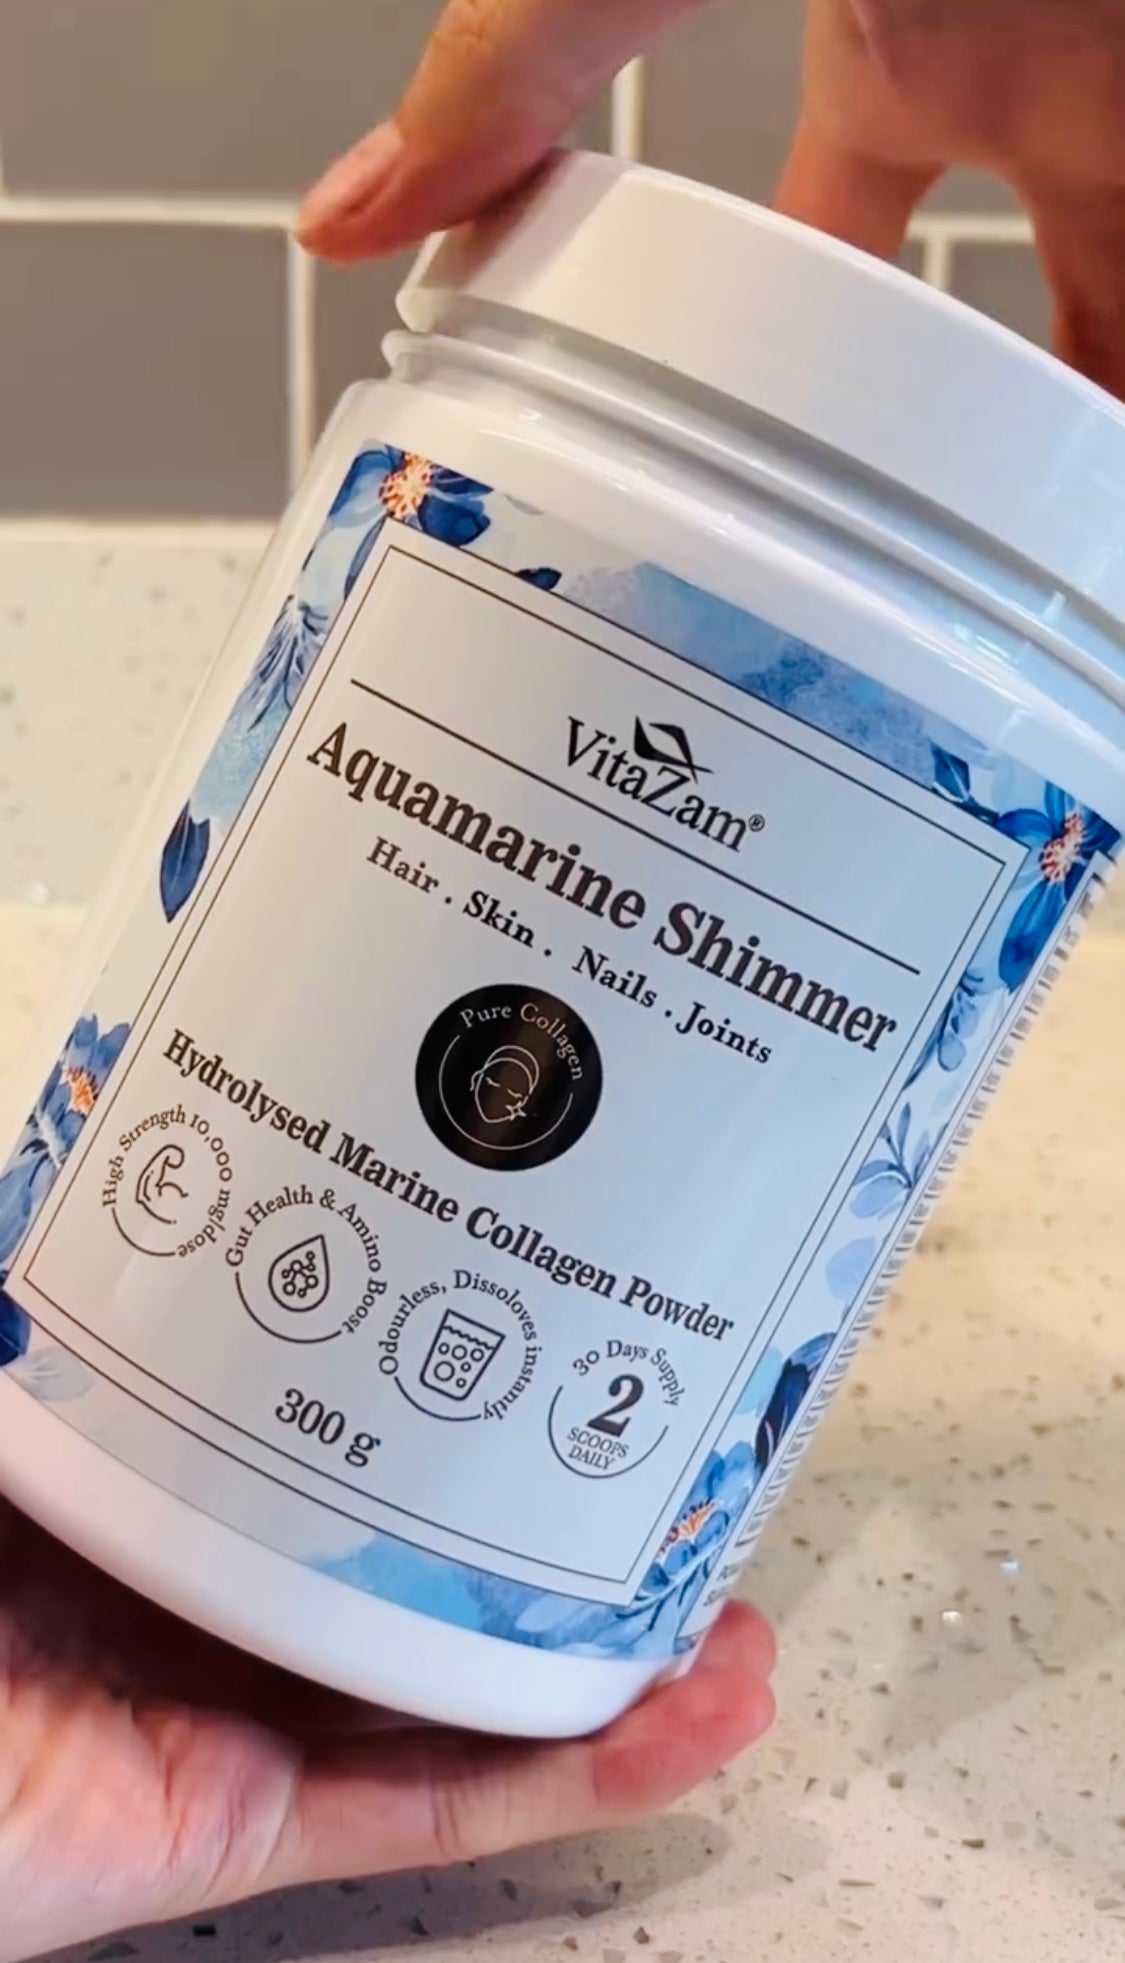 VitaZam®
Aquamarine Shimmer
Hair . Skin . Nails . Joints
Pure Collagen
Hydrolysed Marine Collagen Powder
High Strength 10,000 mg/dose
Gut Health & Amino Boost
Odourless, Dissoloves instantly
30 Days Supply
2
SCOOPS
DAILY
300 g